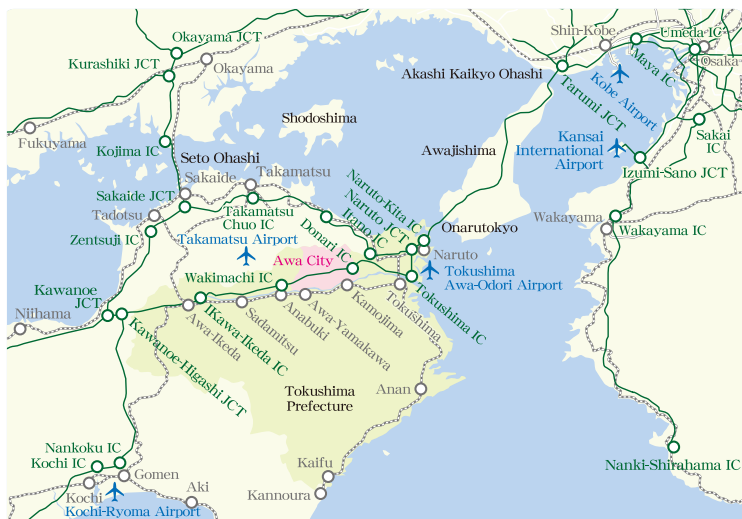 Okayama JCT
Kurashiki JCT
Okayama
Fukuyama
Kojima IC
Seto Ohashi
Shodoshima
Akashi Kaikyo Ohashi
Awajishima
Shin-Kobe
Umeda IC
Osaka
Maya IC
Kobe Airport
Tarumi JCT
Kansai
International
Airport
Sakai
IC
Izumi-Sano JCT
Wakayama
Wakayama IC
Nanki-Shirahama IC
Sakaide
Takamatsu
Sakaide JCT
Tadotsu
Zentsuji IC
Takamatsu
Chuo IC
Takamatsu Airport
Donari IC
Itano IC
Naruto JCT
Naruto-Kita IC
Onarutokyo
Naruto
Tokushima
Awa-Odori Airport
Tokushima IC
Tokushima
Awa City
Wakimachi IC
Kawanoe
JCT
Niihama
Kawanoe-Higashi JCT
IKawa-Ikeda IC
Awa-Ikeda
Sadamitsu
Anabuki
Awa-Yamakawa
Kamojima
Tokushima
Prefecture
Anan
Kaifu
Kannoura
Nankoku IC
Kochi IC
Gomen
Kochi
Aki
Kochi-Ryoma Airport